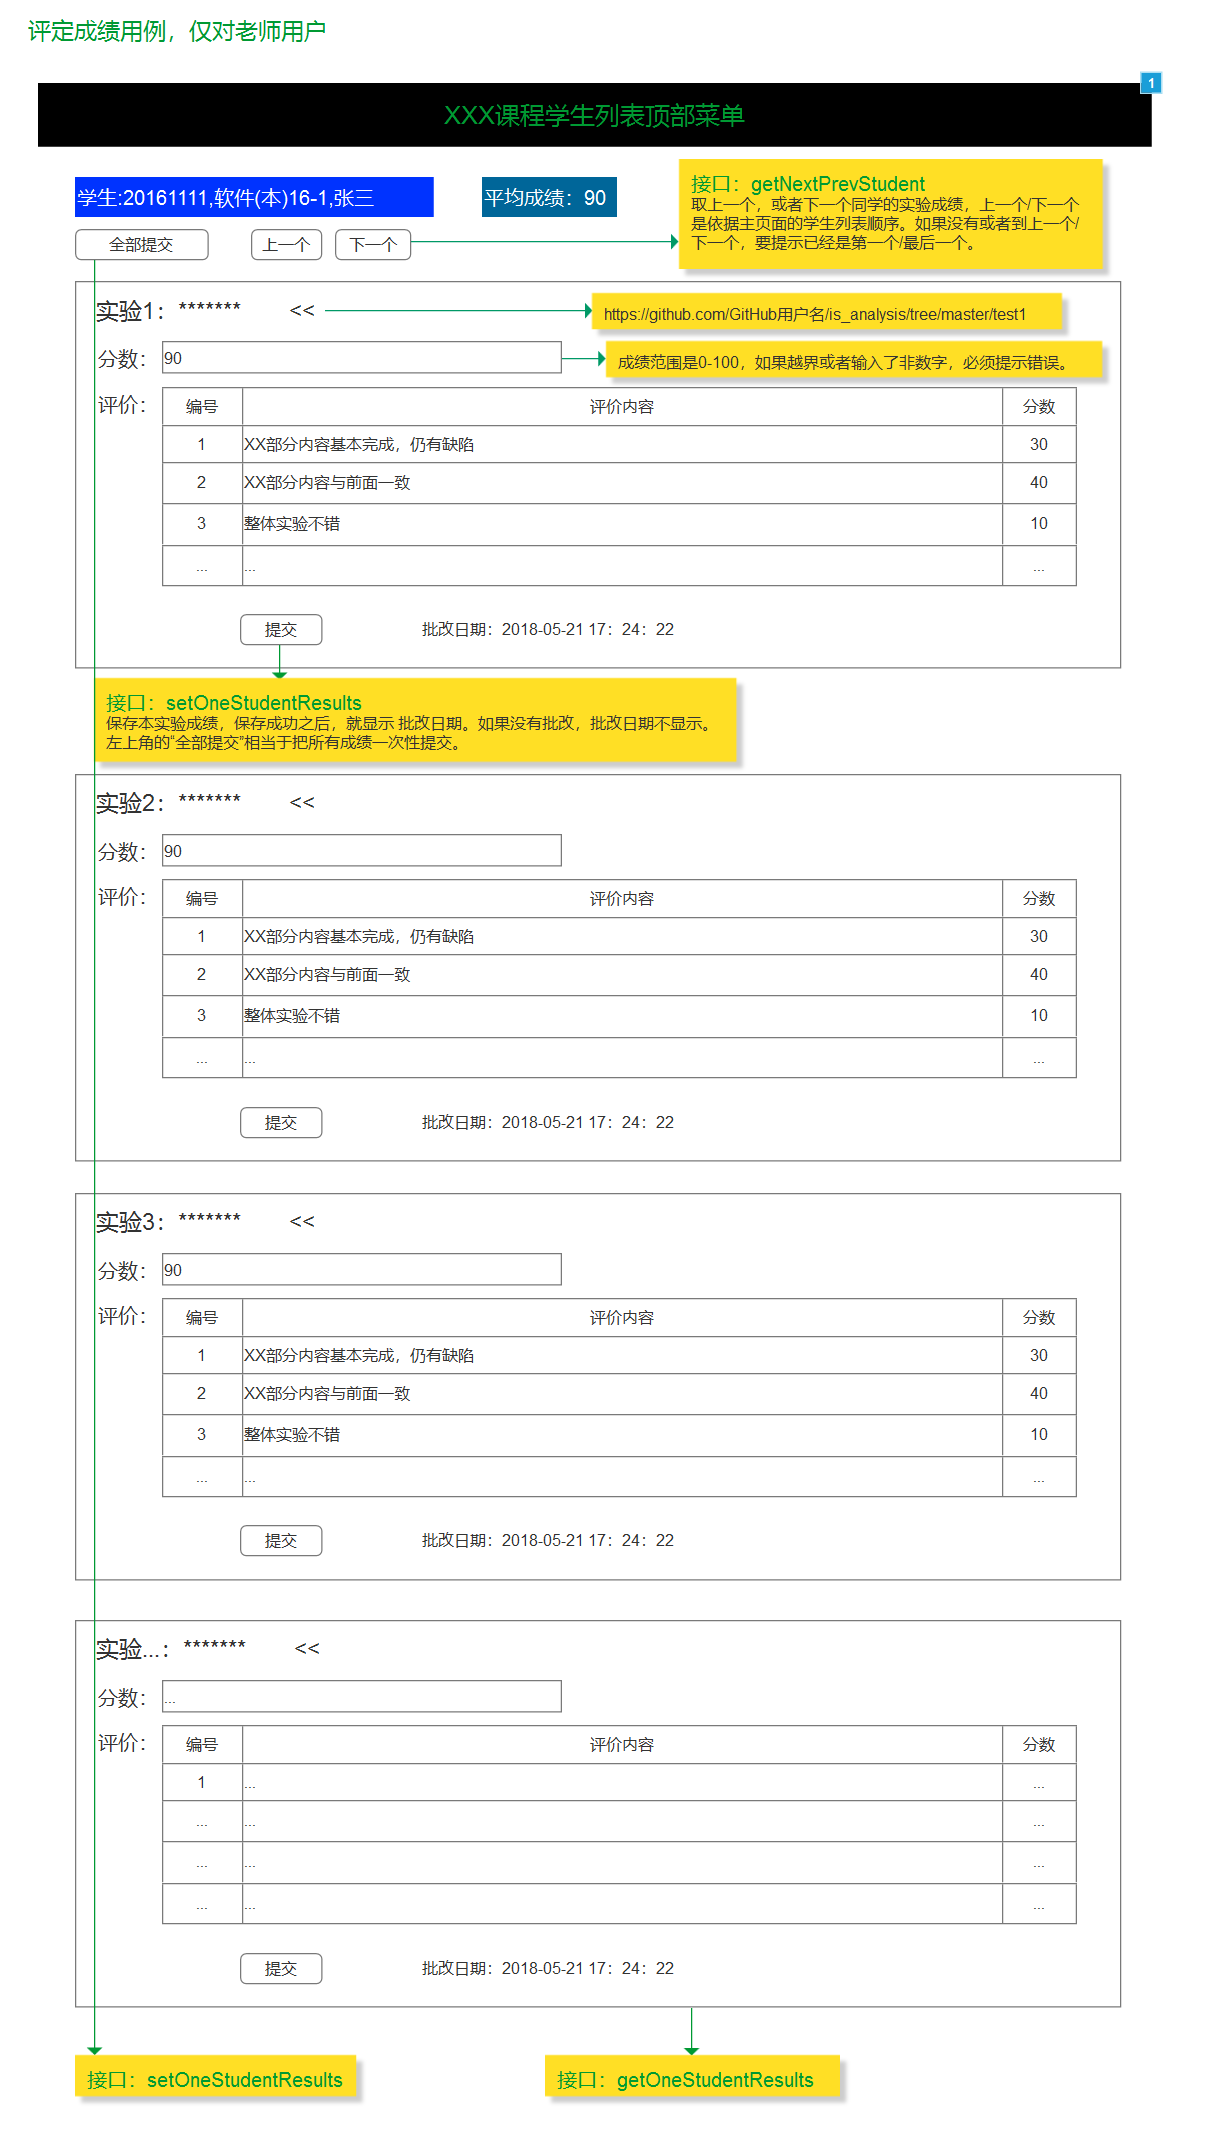 评定成绩用例，仅对老师用户
1
XXX课程学生列表顶部菜单
学生:20161111,软件(本)16-1,张三
平均成绩：90
接口：getNextPrevStudent
取上一个，或者下一个同学的实验成绩，上一个/下一个
是依据主页面的学生列表顺序。如果没有或者到上一个/
下一个，要提示已经是第一个/最后一个。
全部提交
上一个
下一个
实验1：*******
<<
https://github.com/GitHub用户名/is_analysis/tree/master/test1
分数：
90
成绩范围是0-100，如果越界或者输入了非数字，必须提示错误。
评价：
编号 评价内容 分数
1 XX部分内容基本完成，仍有缺陷 30
2 XX部分内容与前面一致 40
3 整体实验不错 10
... ... ...
提交
批改日期：2018-05-21 17：24：22
接口：setOneStudentResults
保存本实验成绩，保存成功之后，就显示 批改日期。如果没有批改，批改日期不显示。
左上角的“全部提交”相当于把所有成绩一次性提交。
实验2：*******
<<
分数：
90
评价：
编号 评价内容 分数
1 XX部分内容基本完成，仍有缺陷 30
2 XX部分内容与前面一致 40
3 整体实验不错 10
... ... ...
提交
批改日期：2018-05-21 17：24：22
实验3：*******
<<
分数：
90
评价：
编号 评价内容 分数
1 XX部分内容基本完成，仍有缺陷 30
2 XX部分内容与前面一致 40
3 整体实验不错 10
... ... ...
提交
批改日期：2018-05-21 17：24：22
实验...：*******
<<
分数：
...
评价：
编号 评价内容 分数
1 ... ...
... ... ...
... ... ...
... ... ...
提交
批改日期：2018-05-21 17：24：22
接口：setOneStudentResults
接口：getOneStudentResults